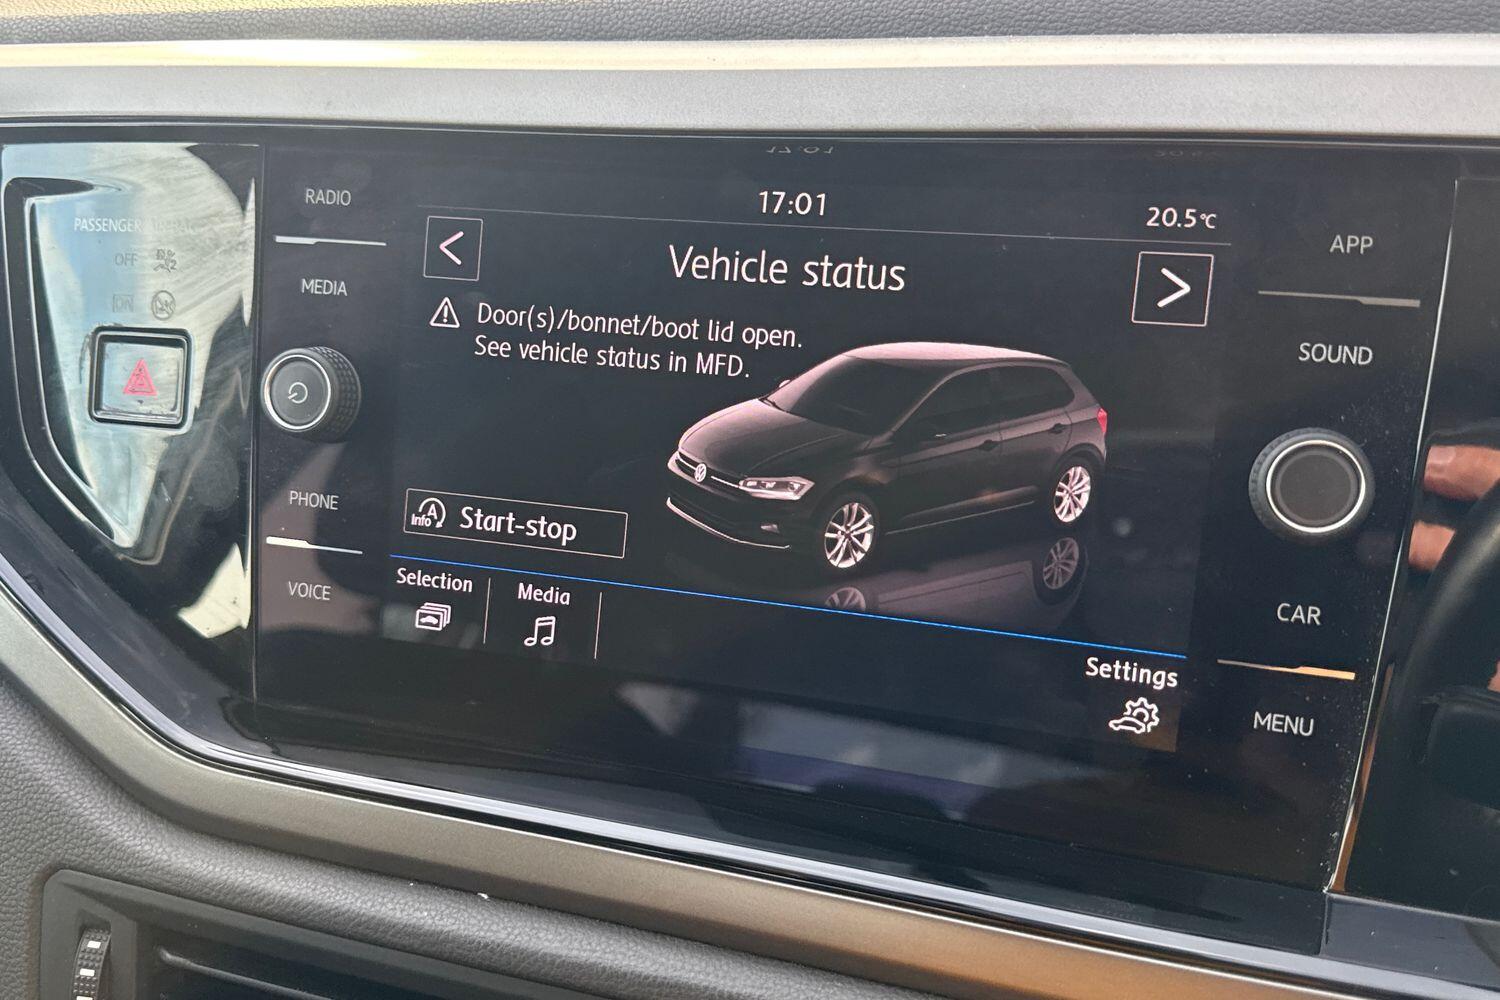 RADIO
MEDIA
PHONE
VOICE
PASSENGER
OFF
ON
17:01
20.5°C
Vehicle status
Door(s)/bonnet/boot lid open.
See vehicle status in MFD.
Info A Start-stop
Selection
Media
Settings
APP
SOUND
CAR
MENU